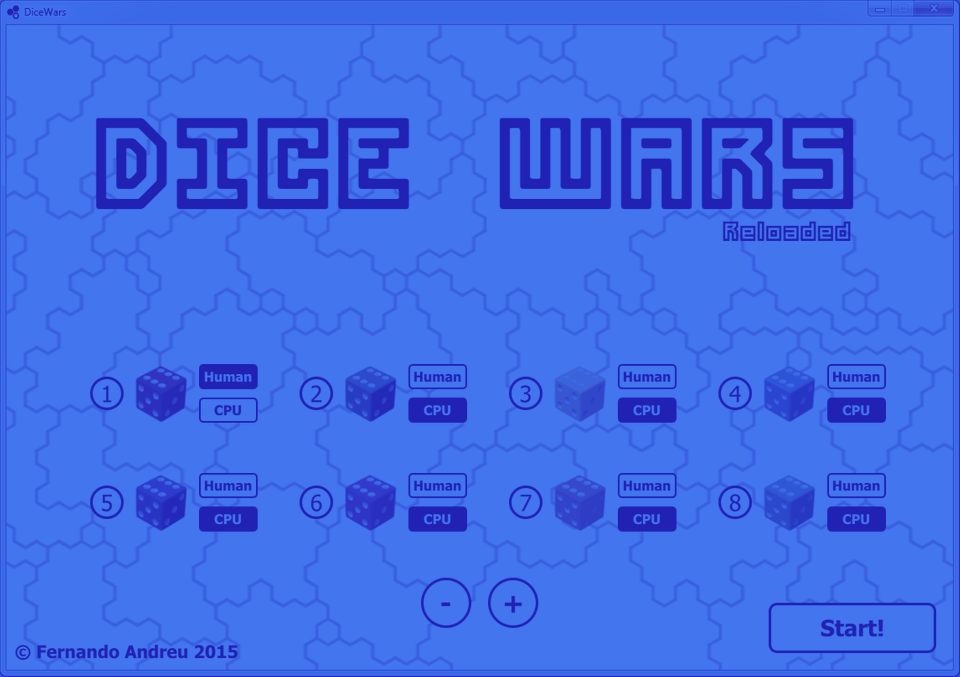 DiceWars
DICE WARS
Reloaded
1 Human 2 Human 3 Human 4 Human
CPU CPU CPU CPU
5 Human 6 Human 7 Human 8 Human
CPU CPU CPU CPU
- +
Start!
© Fernando Andreu 2015